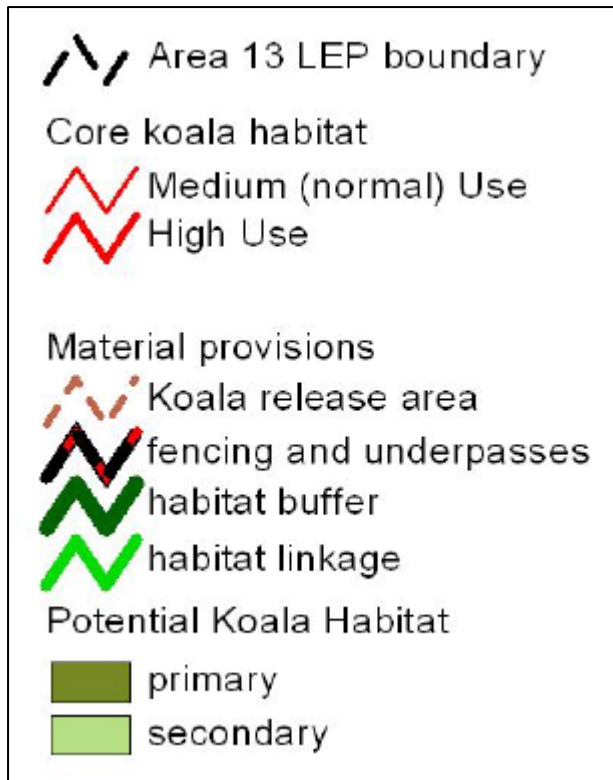 Area 13 LEP boundary
Core koala habitat
Medium (normal) Use
High Use
Material provisions
Koala release area
fencing and underpasses
habitat buffer
habitat linkage
Potential Koala Habitat
primary
secondary